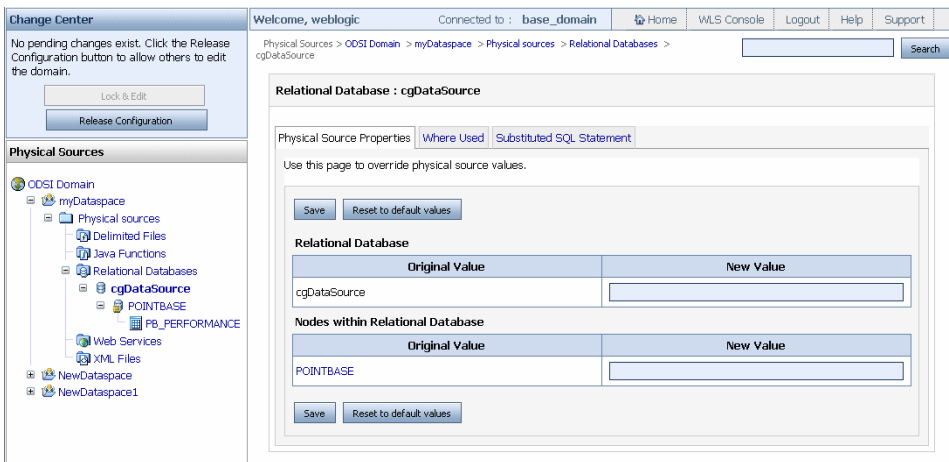 Change Center
No pending changes exist. Click the Release
Configuration button to allow others to edit
the domain.
Lock & Edit
Release Configuration
Physical Sources
ODSI Domain
myDataspace
Physical sources
Delimited Files
Java Functions
Relational Databases
cgDataSource
POINTBASE
PB_PERFORMANCE
Web Services
XML Files
NewDataspace
NewDataspace1
Welcome, weblogic Connected to : base_domain Home WLS Console Logout Help Support
Physical Sources > ODSI Domain > myDataspace > Physical sources > Relational Databases >
cgDataSource
Search
Relational Database : cgDataSource
Physical Source Properties Where Used Substituted SQL Statement
Use this page to override physical source values.
Save Reset to default values
Relational Database
Original Value New Value
cgDataSource
Nodes within Relational Database
Original Value New Value
POINTBASE
Save Reset to default values